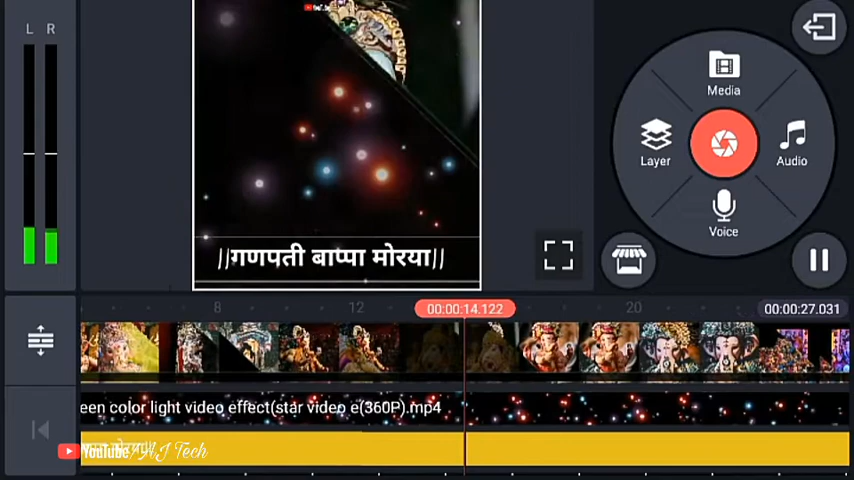 L R
YouTube
Media
Layer
Audio
Voice
||गणपती बाप्पा मोरया||
8
12
00:00:14.122
20
00:00:27.031
een color light video effect(star video e(360P).mp4
YouTube / AJ Tech